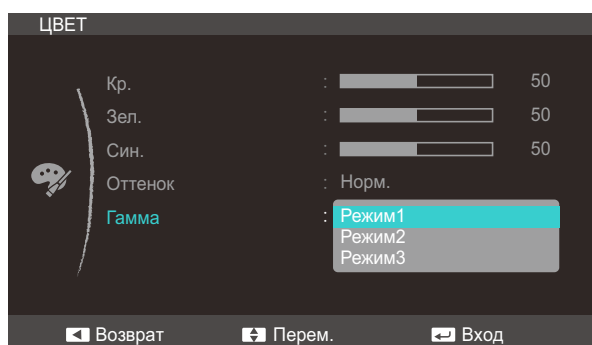 ЦВЕТ
Кр. : 50
Зел. : 50
Син. : 50
Оттенок : Норм.
Гамма : Режим1
Режим2
Режим3
Возврат Перем. Вход